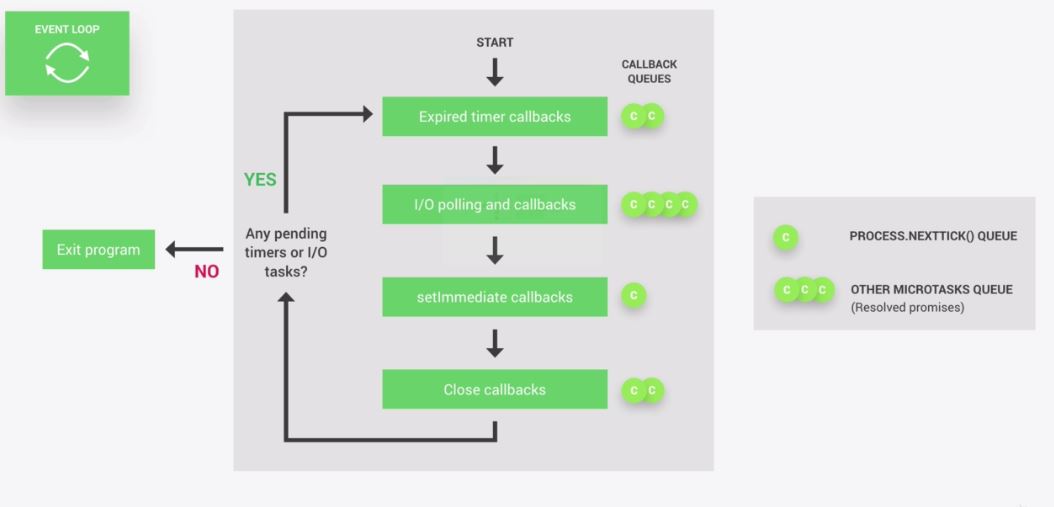 EVENT LOOP
START
CALLBACK
QUEUES
Expired timer callbacks
C C
YES
I/O polling and callbacks
C C C C
Any pending
timers or I/O
tasks?
Exit program
NO
setImmediate callbacks
C
Close callbacks
C C
C
PROCESS.NEXTTICK() QUEUE
C C C
OTHER MICROTASKS QUEUE
(Resolved promises)